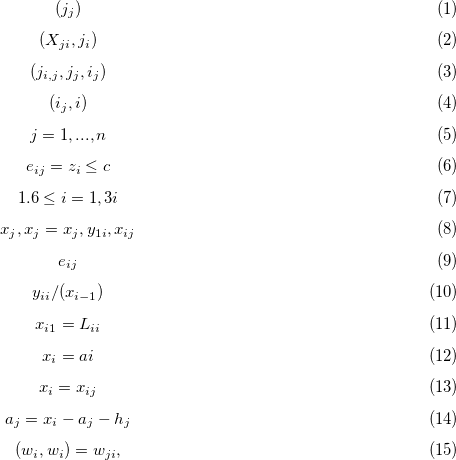 (j_j) (1)
(X_{ji}, j_i) (2)
(j_{i,j}, j_j, i_j) (3)
(i_j, i) (4)
j = 1, ..., n (5)
e_{ij} = z_i ≤ c (6)
1.6 ≤ i = 1, 3i (7)
x_j, x_j = x_j, y_{1i}, x_{ij} (8)
e_{ij} (9)
y_{ii}/(x_{i-1}) (10)
x_{i1} = L_{ii} (11)
x_i = ai (12)
x_i = x_{ij} (13)
a_j = x_i − a_j − h_j (14)
(w_i, w_i) = w_{ji}, (15)